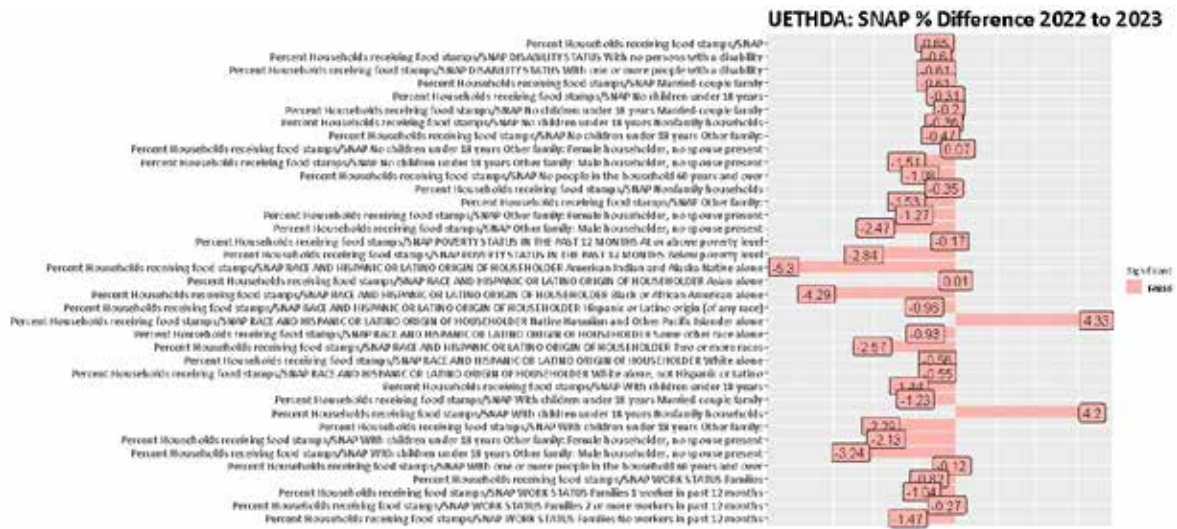 UETHDA: SNAP % Difference 2022 to 2023
Percent Households receiving food stamps/SNAP -0.65
Percent Households receiving food stamps/SNAP DISABILITY STATUS With no persons with a disability -0.61
Percent Households receiving food stamps/SNAP DISABILITY STATUS With one or more people with a disability -0.61
Percent Households receiving food stamps/SNAP Married-couple family
Percent Households receiving food stamps/SNAP No children under 18 years -0.31
Percent Households receiving food stamps/SNAP No children under 18 years Married-couple family -0.2
Percent Households receiving food stamps/SNAP No children under 18 years Nonfamily households -0.36
Percent Households receiving food stamps/SNAP No children under 18 years Other family: -0.47
Percent Households receiving food stamps/SNAP No children under 18 years Other family: Female householder, no spouse present 0.07
Percent Households receiving food stamps/SNAP No children under 18 years Other family: Male householder, no spouse present -1.51
Percent Households receiving food stamps/SNAP No people in the household 60 years and over -1.08
Percent Households receiving food stamps/SNAP Nonfamily households -0.35
Percent Households receiving food stamps/SNAP Other family: -1.53
Percent Households receiving food stamps/SNAP Other family: Female householder, no spouse present -1.27
Percent Households receiving food stamps/SNAP Other family: Male householder, no spouse present -2.47
Percent Households receiving food stamps/SNAP POVERTY STATUS IN THE PAST 12 MONTHS At or above poverty level -0.17
Percent Households receiving food stamps/SNAP POVERTY STATUS IN THE PAST 12 MONTHS Below poverty level -2.84
Percent Households receiving food stamps/SNAP RACE AND HISPANIC OR LATINO ORIGIN OF HOUSEHOLDER American Indian and Alaska Native alone -5.3
Percent Households receiving food stamps/SNAP RACE AND HISPANIC OR LATINO ORIGIN OF HOUSEHOLDER Asian alone 0.01
Percent Households receiving food stamps/SNAP RACE AND HISPANIC OR LATINO ORIGIN OF HOUSEHOLDER Black or African American alone -4.29
Percent Households receiving food stamps/SNAP RACE AND HISPANIC OR LATINO ORIGIN OF HOUSEHOLDER Hispanic or Latino origin (of any race) -0.96
Percent Households receiving food stamps/SNAP RACE AND HISPANIC OR LATINO ORIGIN OF HOUSEHOLDER Native Hawaiian and Other Pacific Islander alone 4.33
Percent Households receiving food stamps/SNAP RACE AND HISPANIC OR LATINO ORIGIN OF HOUSEHOLDER Some other race alone -0.93
Percent Households receiving food stamps/SNAP RACE AND HISPANIC OR LATINO ORIGIN OF HOUSEHOLDER Two or more races -2.57
Percent Households receiving food stamps/SNAP RACE AND HISPANIC OR LATINO ORIGIN OF HOUSEHOLDER White alone -0.56
Percent Households receiving food stamps/SNAP RACE AND HISPANIC OR LATINO ORIGIN OF HOUSEHOLDER White alone, not Hispanic or Latino -0.55
Percent Households receiving food stamps/SNAP With children under 18 years -1.44
Percent Households receiving food stamps/SNAP With children under 18 years Married-couple family -1.23
Percent Households receiving food stamps/SNAP With children under 18 years Nonfamily households 4.2
Percent Households receiving food stamps/SNAP With children under 18 years Other family:
Percent Households receiving food stamps/SNAP With children under 18 years Other family: Female householder, no spouse present -2.13
Percent Households receiving food stamps/SNAP With children under 18 years Other family: Male householder, no spouse present -3.24
Percent Households receiving food stamps/SNAP With one or more people in the household 60 years and over -0.12
Percent Households receiving food stamps/SNAP WORK STATUS Families -0.82
Percent Households receiving food stamps/SNAP WORK STATUS Families 1 worker in past 12 months -1.04
Percent Households receiving food stamps/SNAP WORK STATUS Families 2 or more workers in past 12 months -0.27
Percent Households receiving food stamps/SNAP WORK STATUS Families No workers in past 12 months -1.47
Significant
FALSE